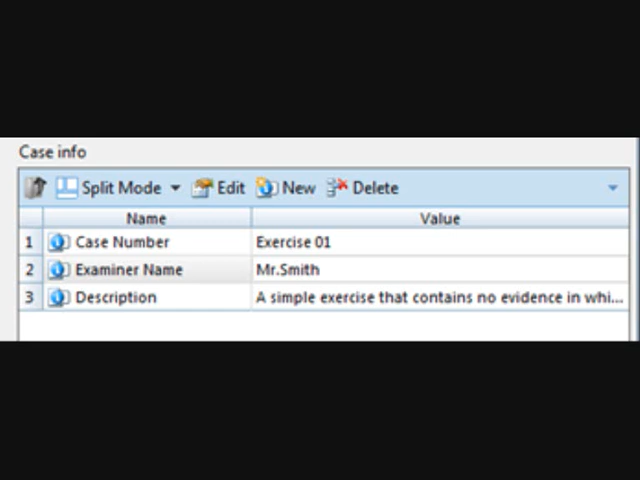 Case info
Split Mode Edit New Delete
Name Value
1 Case Number Exercise 01
2 Examiner Name Mr.Smith
3 Description A simple exercise that contains no evidence in whi...